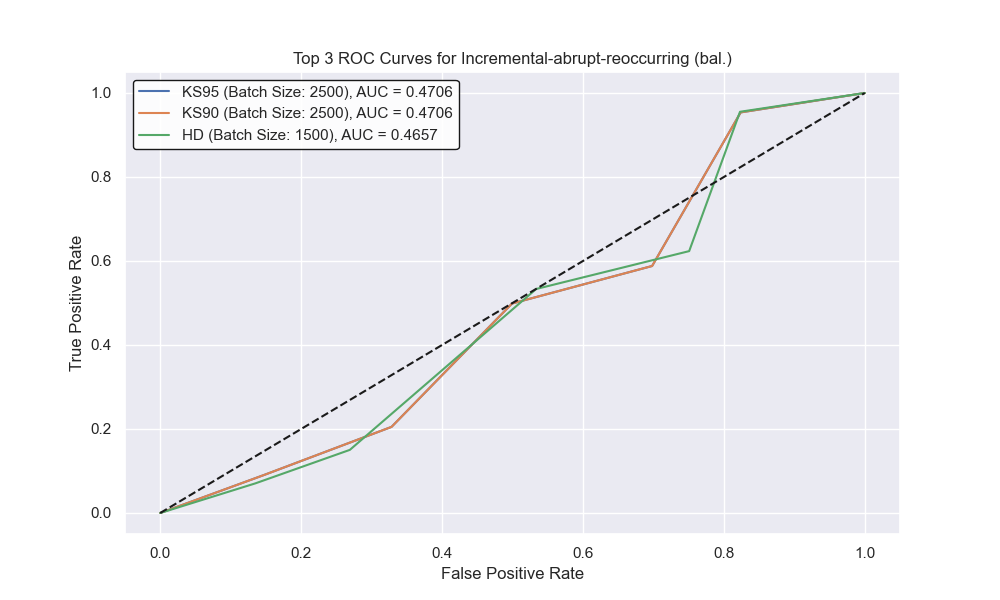 Top 3 ROC Curves for Incremental-abrupt-reoccurring (bal.)
KS95 (Batch Size: 2500), AUC = 0.4706
KS90 (Batch Size: 2500), AUC = 0.4706
HD (Batch Size: 1500), AUC = 0.4657
True Positive Rate
1.0
0.8
0.6
0.4
0.2
0.0
0.0 0.2 0.4 0.6 0.8 1.0
False Positive Rate